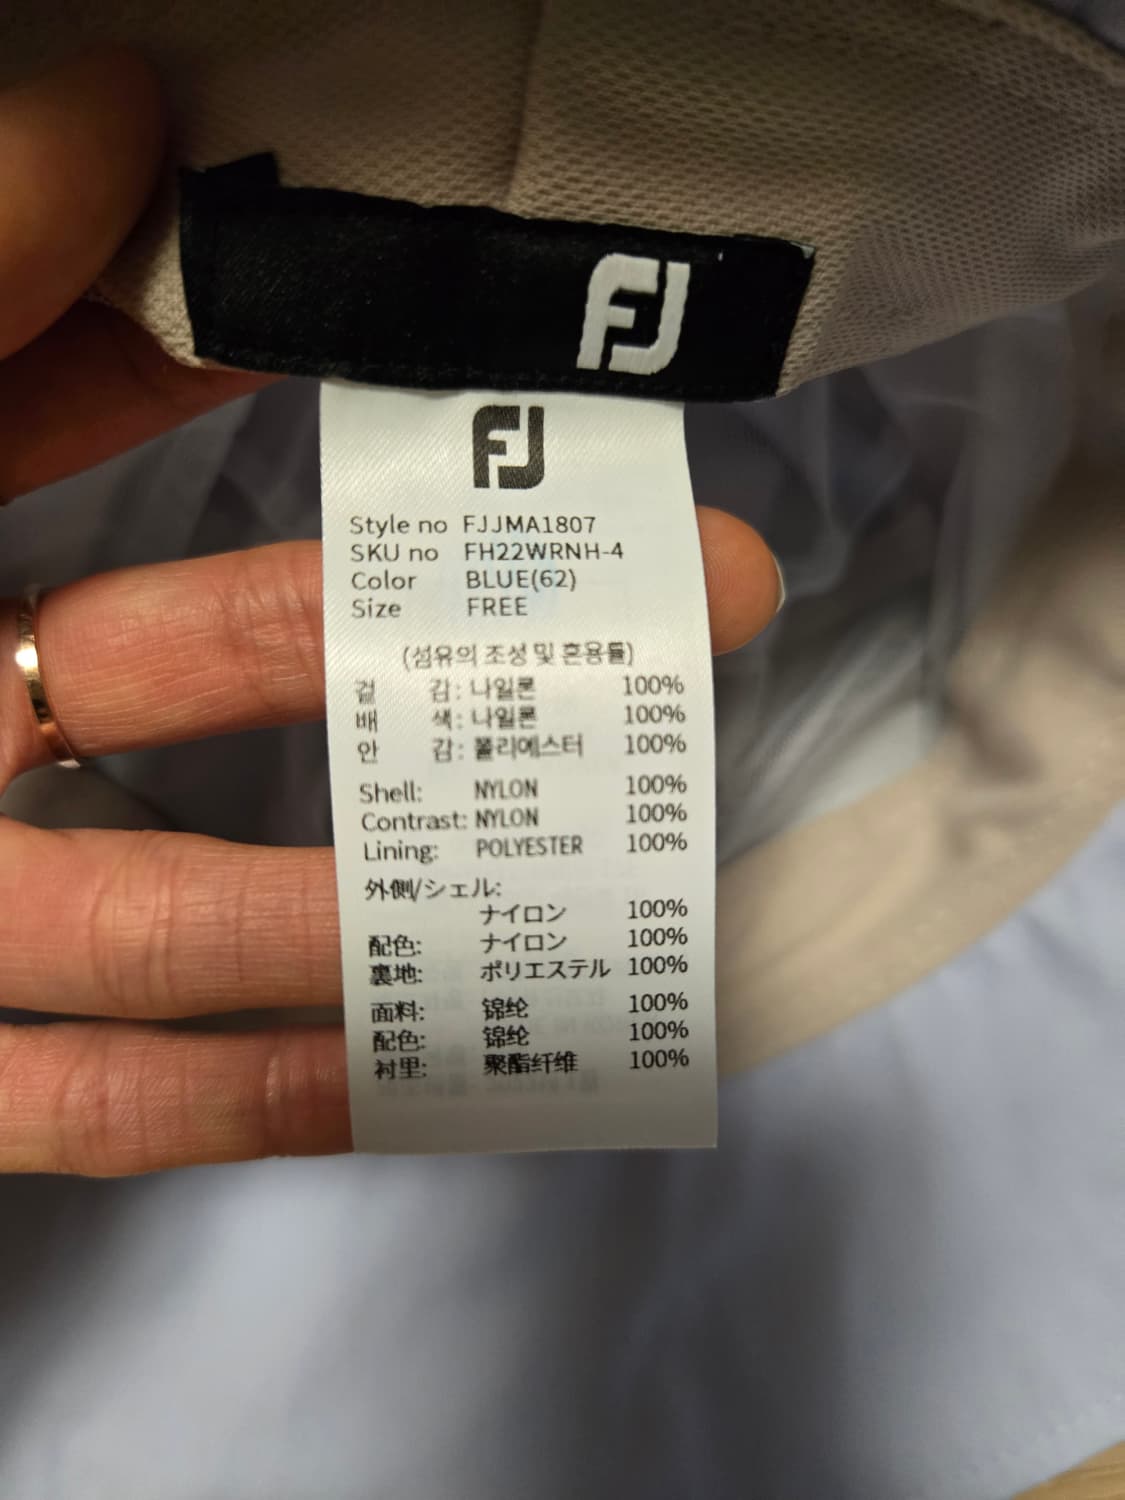 FJ
FJ
Style no FJJMA1807
SKU no FH22WRNH-4
Color BLUE(62)
Size FREE
(섬유의 조성 및 혼용률)
겉 감: 나일론 100%
배 색: 나일론 100%
안 감: 폴리에스터 100%
Shell: NYLON 100%
Contrast: NYLON 100%
Lining: POLYESTER 100%
外側/シェル:
ナイロン 100%
配色: ナイロン 100%
裏地: ポリエステル 100%
面料: 锦纶 100%
配色: 锦纶 100%
衬里: 聚酯纤维 100%